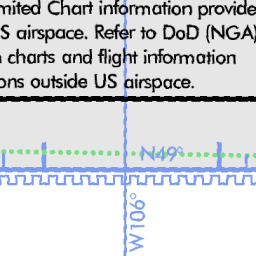 mited Chart information provide
S airspace. Refer to DoD (NGA)
charts and flight information
ons outside US airspace.
N49°
W106°